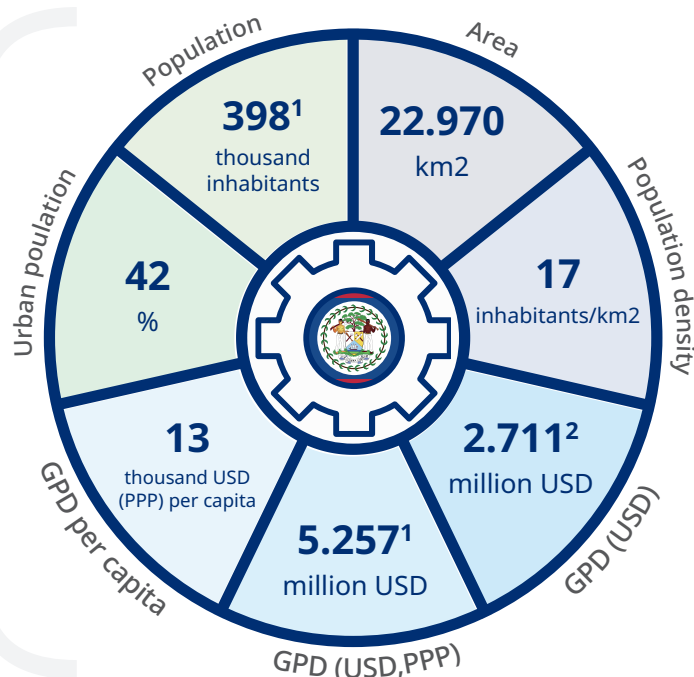 Population
398¹
thousand
inhabitants
Area
22.970
km2
Population density
17
inhabitants/km2
GPD (USD)
2.711²
million USD
GPD (USD,PPP)
5.257¹
million USD
GPD per capita
13
thousand USD
(PPP) per capita
Urban poulation
42
%